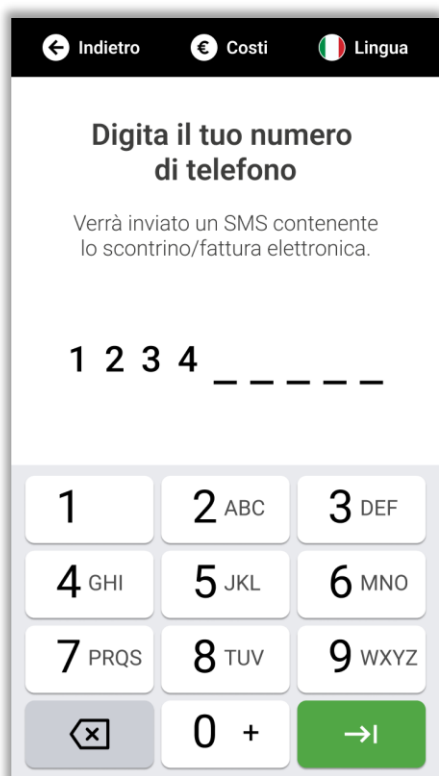 Indietro € Costi Lingua
Digita il tuo numero
di telefono
Verrà inviato un SMS contenente
lo scontrino/fattura elettronica.
1 2 3 4 _ _ _ _ _
1 2 ABC 3 DEF
4 GHI 5 JKL 6 MNO
7 PRQS 8 TUV 9 WXYZ
0 +